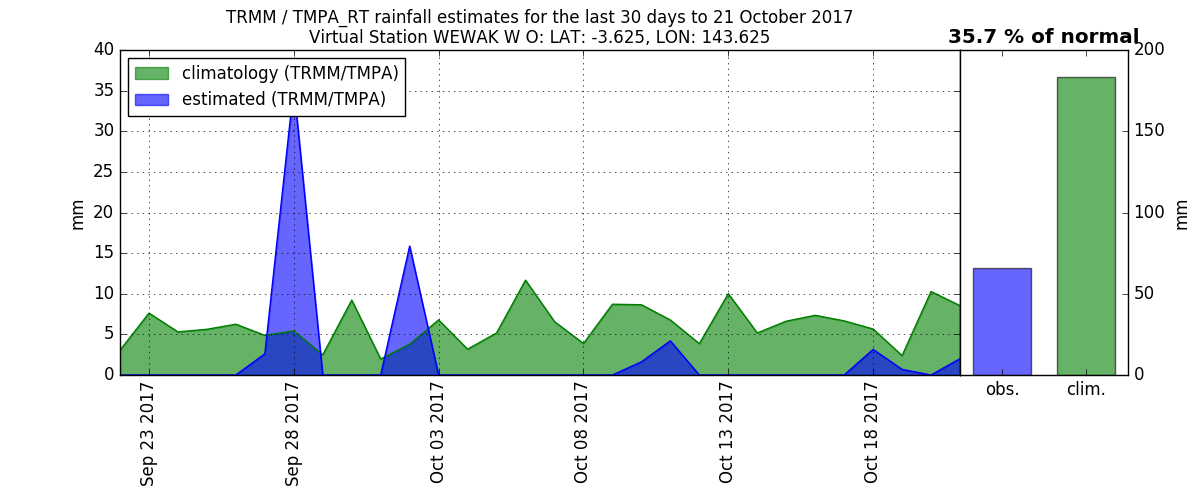 TRMM / TMPA_RT rainfall estimates for the last 30 days to 21 October 2017
Virtual Station WEWAK W O: LAT: -3.625, LON: 143.625
35.7 % of normal
climatology (TRMM/TMPA)
estimated (TRMM/TMPA)
40
35
30
25
20
15
10
5
0
mm
Sep 23 2017
Sep 28 2017
Oct 03 2017
Oct 08 2017
Oct 13 2017
Oct 18 2017
200
150
100
50
0
mm
obs.
clim.